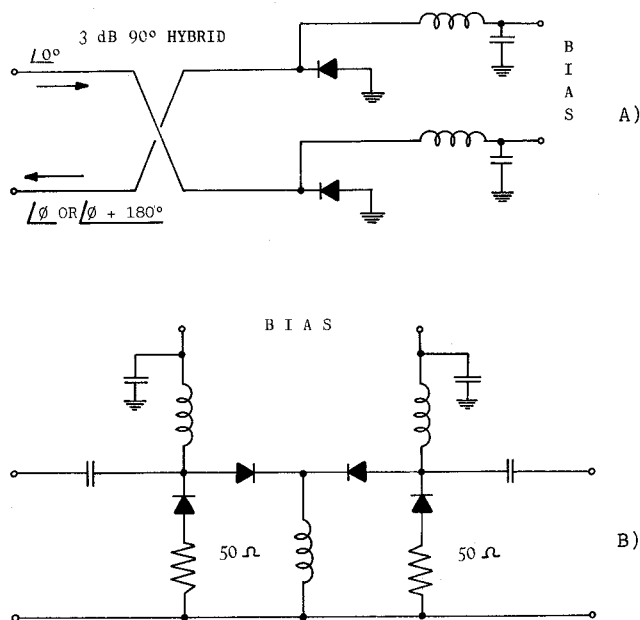 ∠0° 3 dB 90° HYBRID
B
I
A
S
A)
∠Ø OR ∠Ø + 180°
B I A S
50 Ω
50 Ω
B)